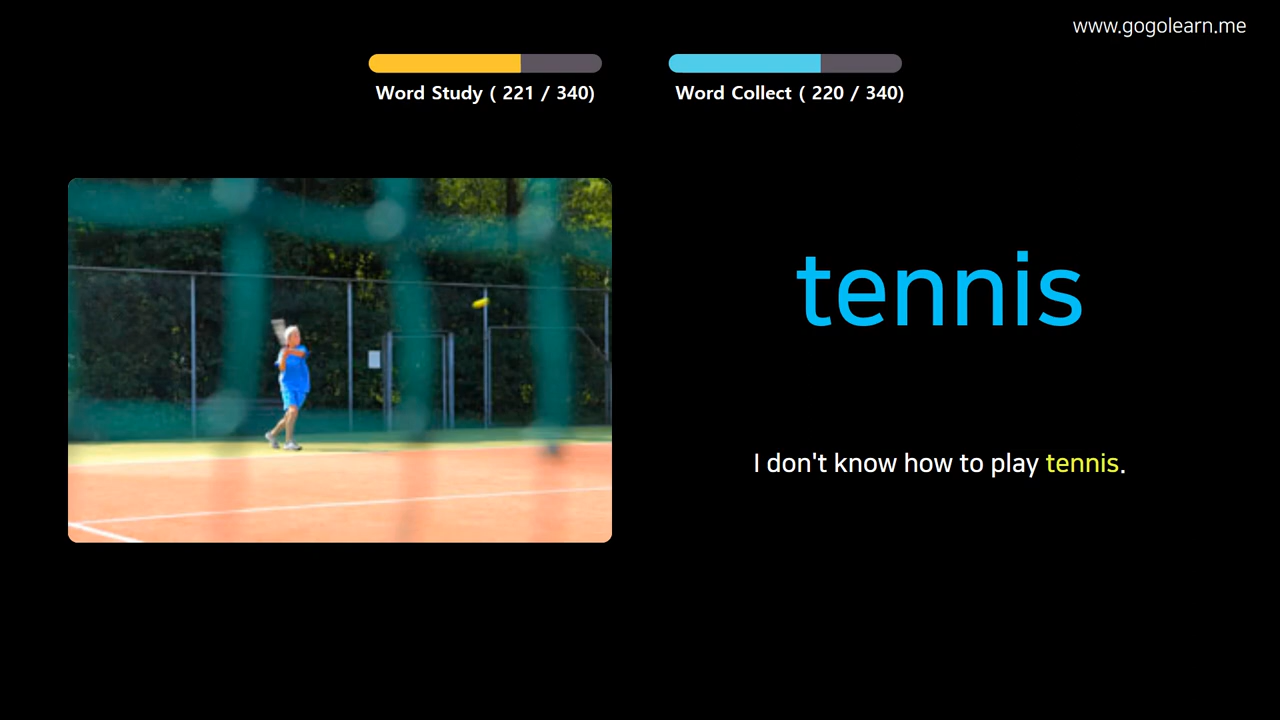 www.gogolearn.me
Word Study ( 221 / 340)
Word Collect ( 220 / 340)
tennis
I don't know how to play tennis.